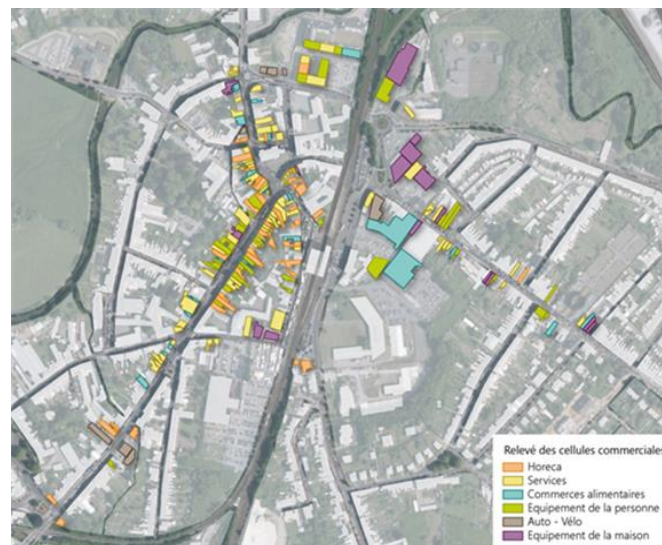 Relevé des cellules commerciales
Horeca
Services
Commerces alimentaires
Equipement de la personne
Auto - Vélo
Equipement de la maison